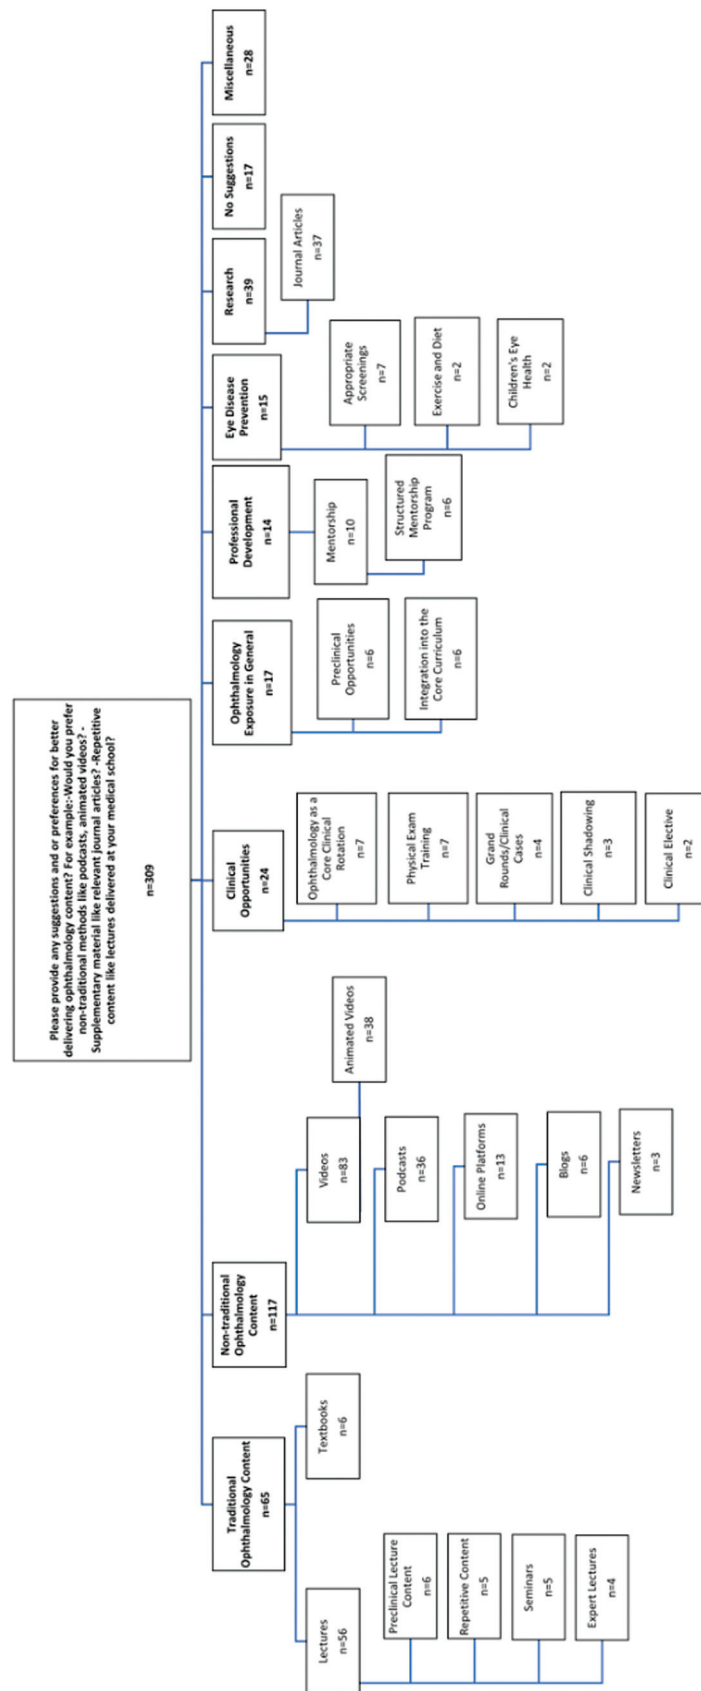 Please provide any suggestions and or preferences for better
delivering ophthalmology content? For example:-Would you prefer
non-traditional methods like podcasts, animated videos? -
Supplementary material like relevant journal articles? -Repetitive
content like lectures delivered at your medical school?
n=309
Traditional
Ophthalmology Content
n=65
Lectures
n=56
Preclinical Lecture
Content
n=6
Repetitive Content
n=5
Seminars
n=5
Expert Lectures
n=4
Textbooks
n=6
Non-traditional
Ophthalmology
Content
n=117
Videos
n=83
Animated Videos
n=38
Podcasts
n=36
Online Platforms
n=13
Blogs
n=6
Newsletters
n=3
Clinical
Opportunities
n=24
Ophthalmology as a
Core Clinical
Rotation
n=7
Physical Exam
Training
n=7
Grand
Rounds/Clinical
Cases
n=4
Clinical Shadowing
n=3
Clinical Elective
n=2
Ophthalmology
Exposure in General
n=17
Preclinical
Opportunities
n=6
Integration into the
Core Curriculum
n=6
Professional
Development
n=14
Mentorship
n=10
Structured
Mentorship
Program
n=6
Eye Disease
Prevention
n=15
Appropriate
Screenings
n=7
Exercise and Diet
n=2
Children's Eye
Health
n=2
Research
n=39
Journal Articles
n=37
No Suggestions
n=17
Miscellaneous
n=28